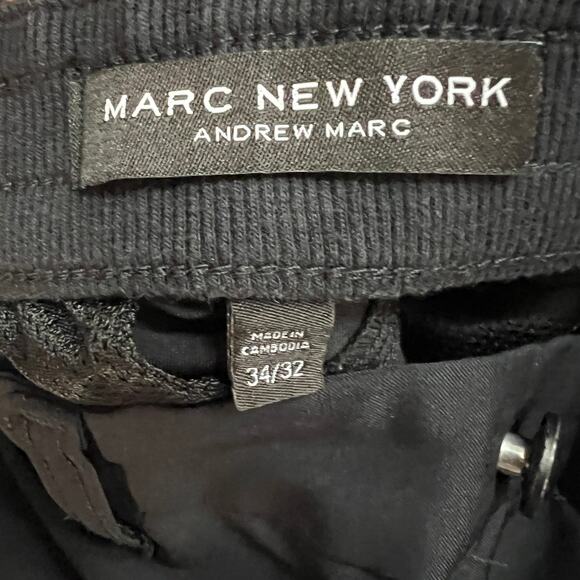 MARC NEW YORK
ANDREW MARC
MADE IN
CAMBODIA
34/32